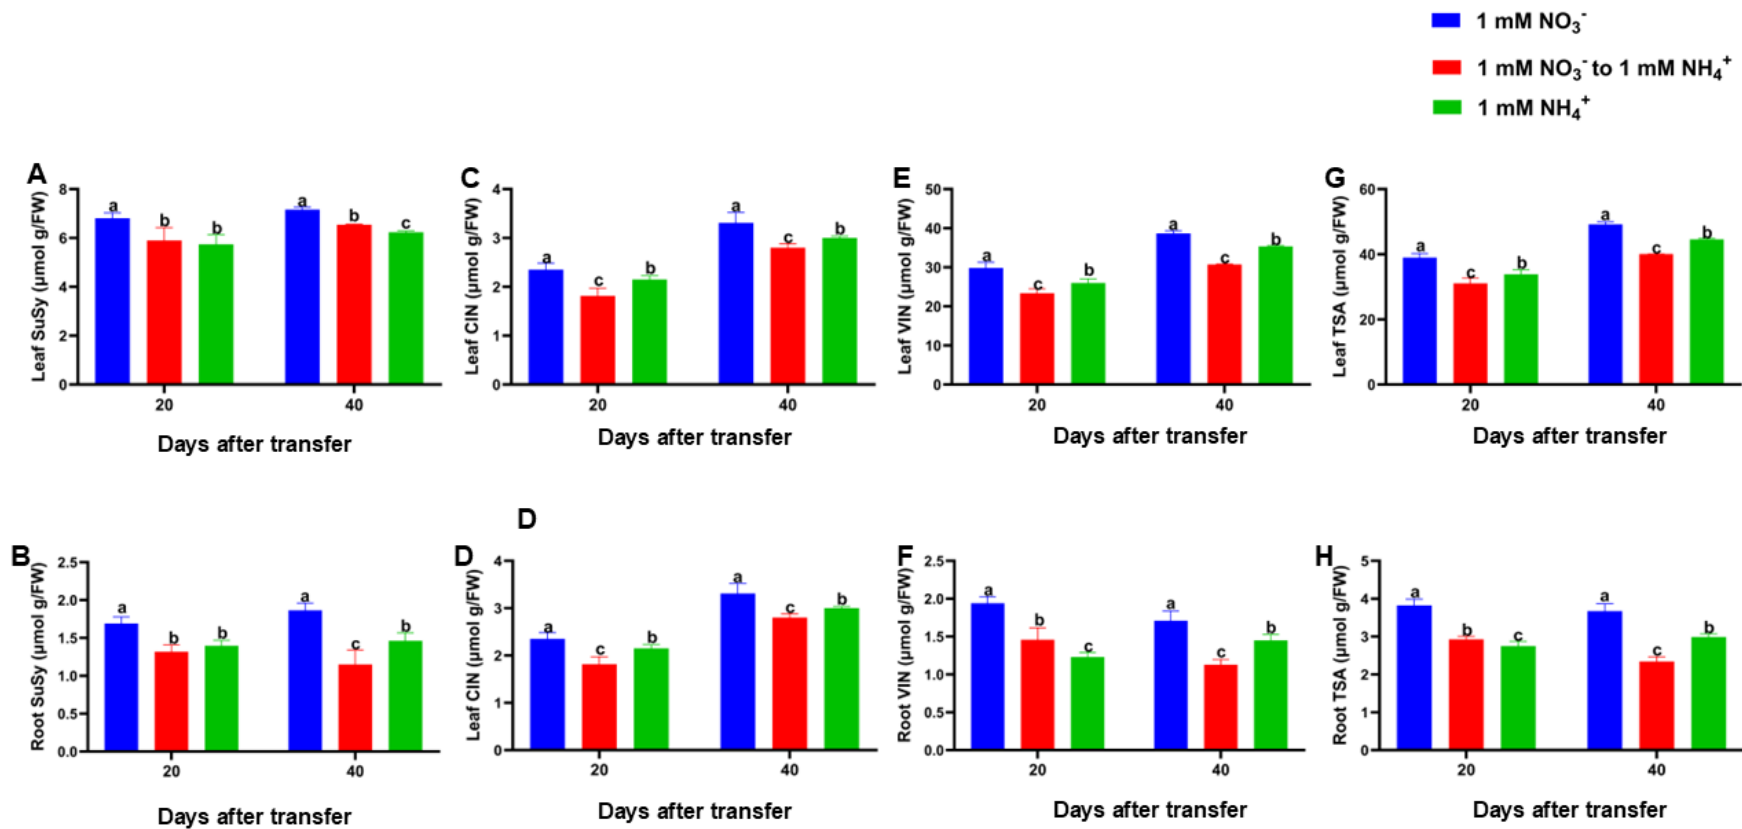 1 mM NO₃⁻
1 mM NO₃⁻ to 1 mM NH₄⁺
1 mM NH₄⁺
A
Leaf SuSy (μmol g/FW)
8
6
4
2
0
a
b
b
a
b
c
20
40
Days after transfer
C
Leaf CIN (μmol g/FW)
4
3
2
1
0
a
c
b
a
c
b
20
40
Days after transfer
E
Leaf VIN (μmol g/FW)
50
40
30
20
10
0
a
c
b
a
c
b
20
40
Days after transfer
G
Leaf TSA (μmol g/FW)
60
40
20
0
a
c
b
a
c
b
20
40
Days after transfer
B
Root SuSy (μmol g/FW)
2.5
2.0
1.5
1.0
0.5
0.0
a
b
b
a
c
b
20
40
Days after transfer
D
D
Leaf CIN (μmol g/FW)
4
3
2
1
0
a
c
b
a
c
b
20
40
Days after transfer
F
Root VIN (μmol g/FW)
2.5
2.0
1.5
1.0
0.5
0.0
a
b
c
a
c
b
20
40
Days after transfer
H
Root TSA (μmol g/FW)
5
4
3
2
1
0
a
b
c
a
c
b
20
40
Days after transfer